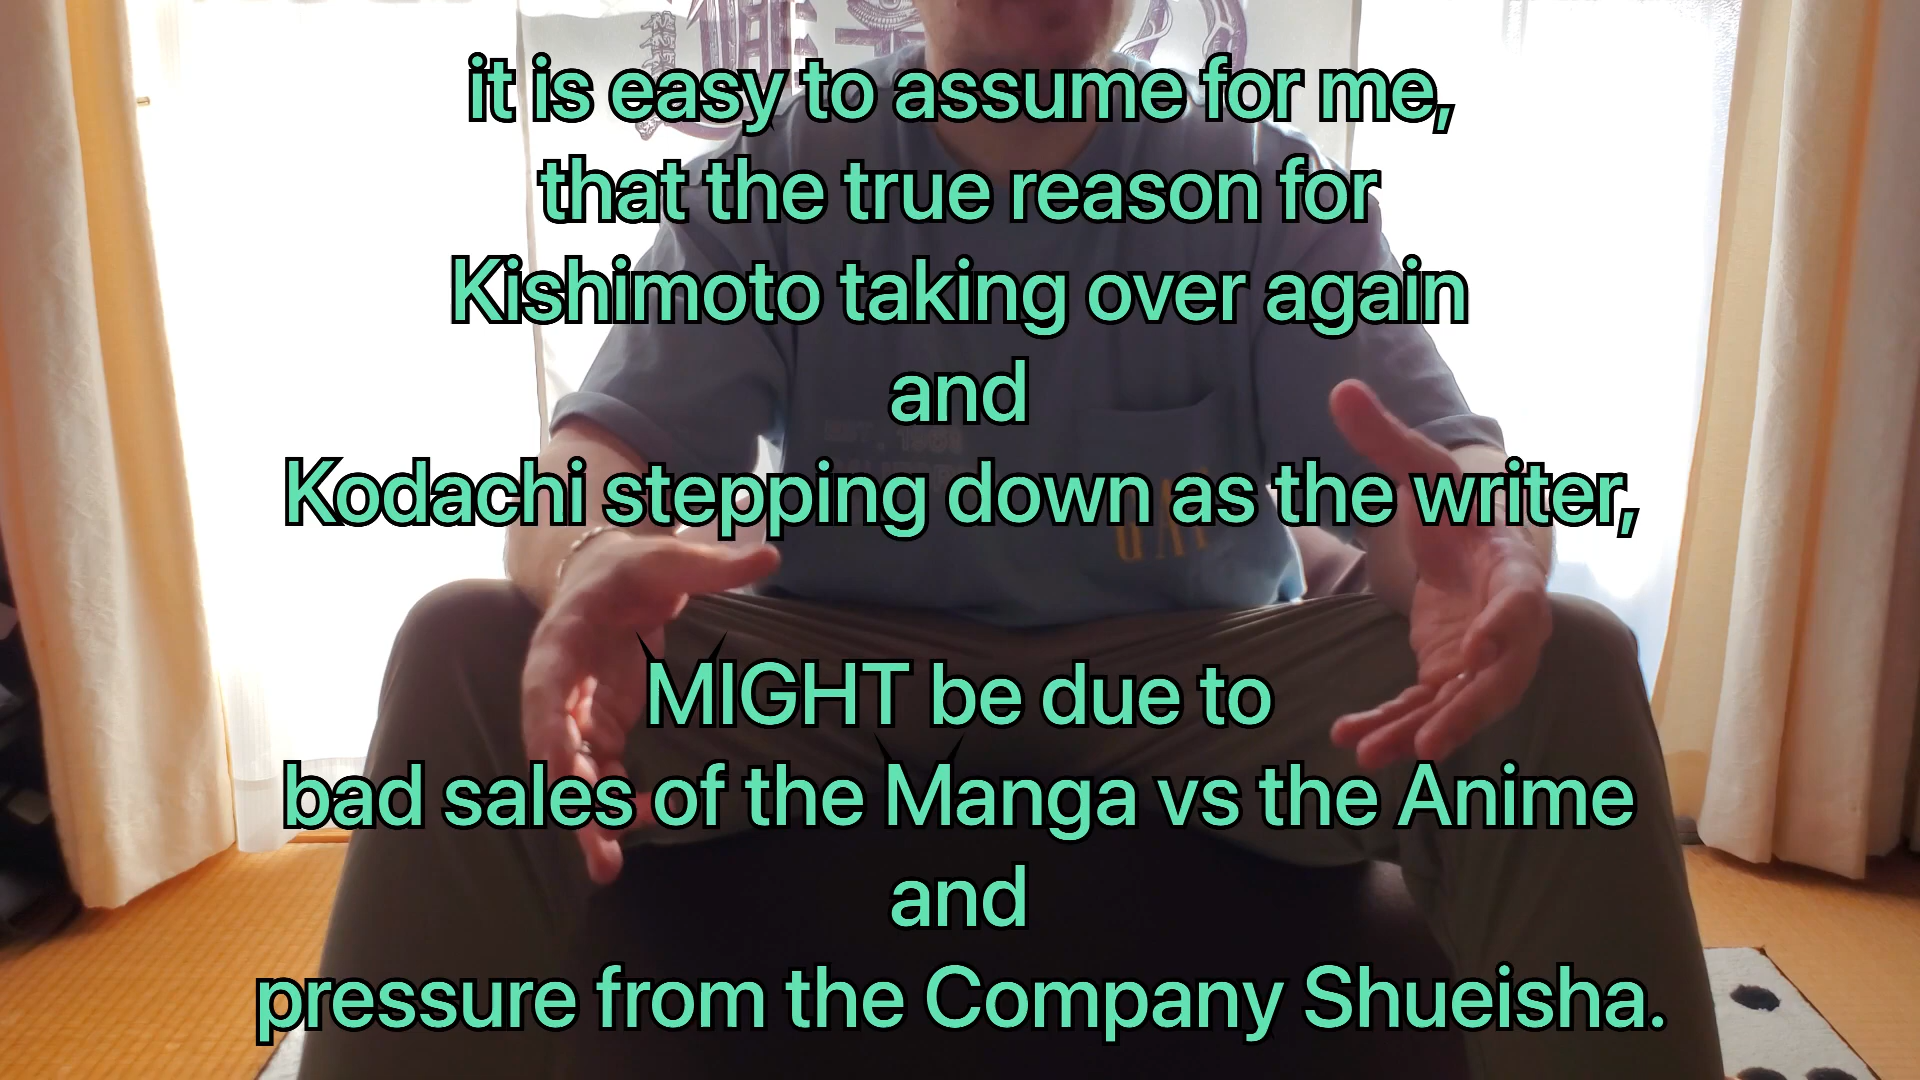 it is easy to assume for me,
that the true reason for
Kishimoto taking over again
and
Kodachi stepping down as the writer,
MIGHT be due to
bad sales of the Manga vs the Anime
and
pressure from the Company Shueisha.
GAP